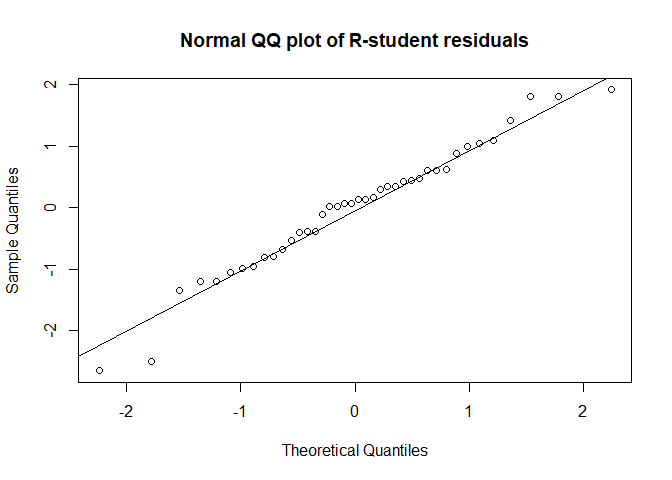 Normal QQ plot of R-student residuals
2
1
0
-1
-2
Sample Quantiles
-2 -1 0 1 2
Theoretical Quantiles